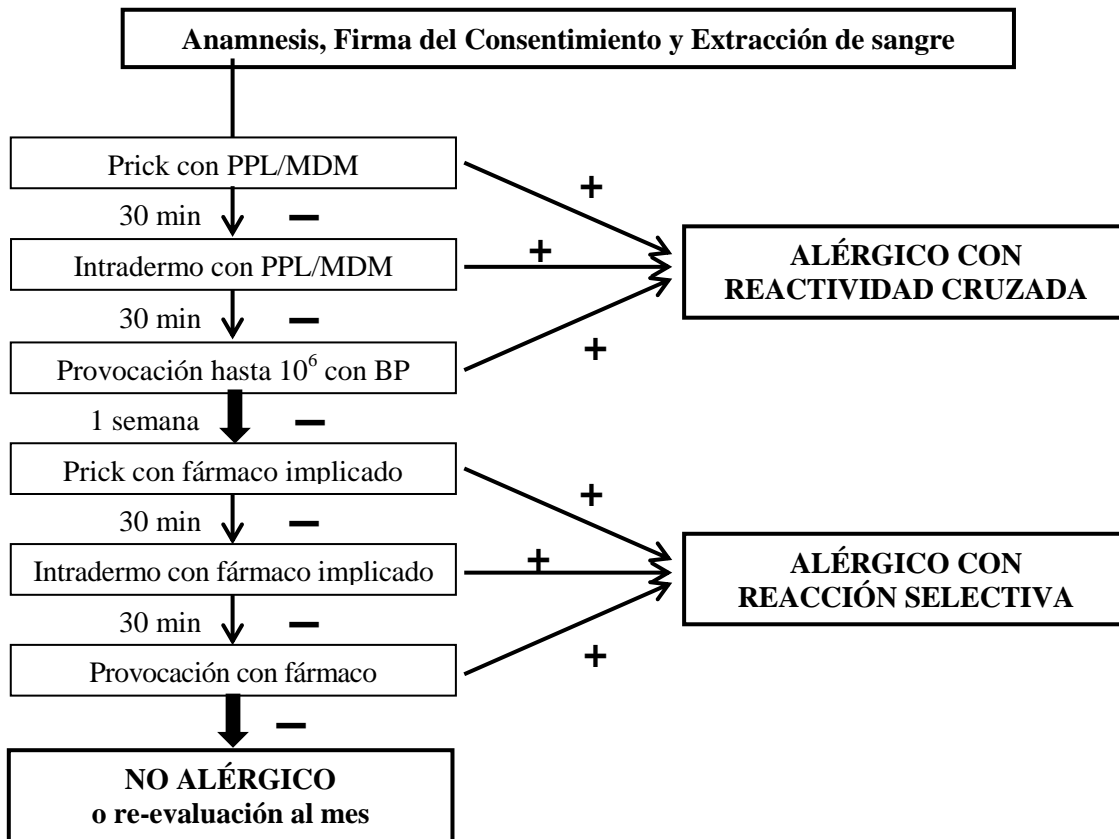 Anamnesis, Firma del Consentimiento y Extracción de sangre
Prick con PPL/MDM
+
30 min −
Intradermo con PPL/MDM
+
ALÉRGICO CON
REACTIVIDAD CRUZADA
30 min −
+
Provocación hasta 10⁶ con BP
1 semana −
Prick con fármaco implicado
+
30 min −
Intradermo con fármaco implicado
+
ALÉRGICO CON
REACCIÓN SELECTIVA
30 min −
+
Provocación con fármaco
−
NO ALÉRGICO
o re-evaluación al mes